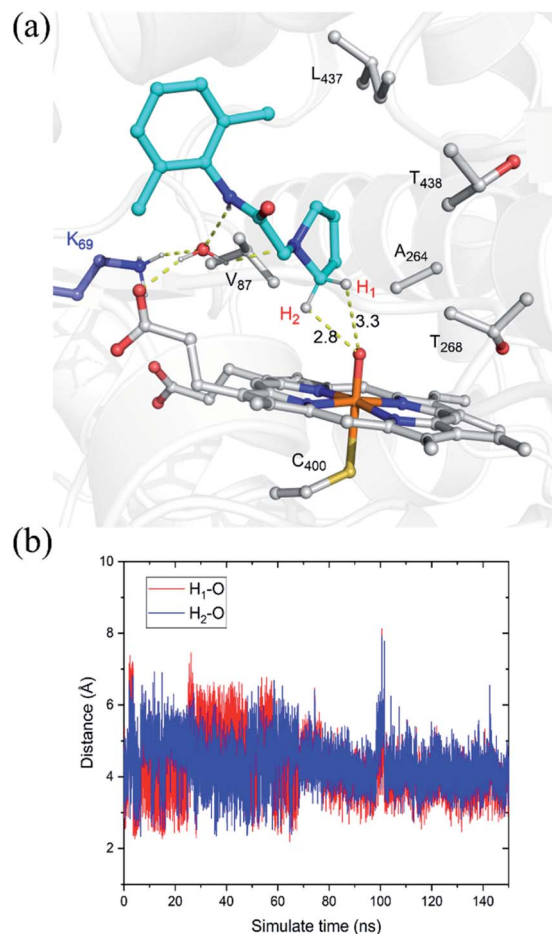 (a)
L437
T438
K69
A264
V87
H1
H2
3.3
2.8
T268
C400
(b)
H1-O
H2-O
Distance (Å)
10
8
6
4
2
0 20 40 60 80 100 120 140
Simulate time (ns)